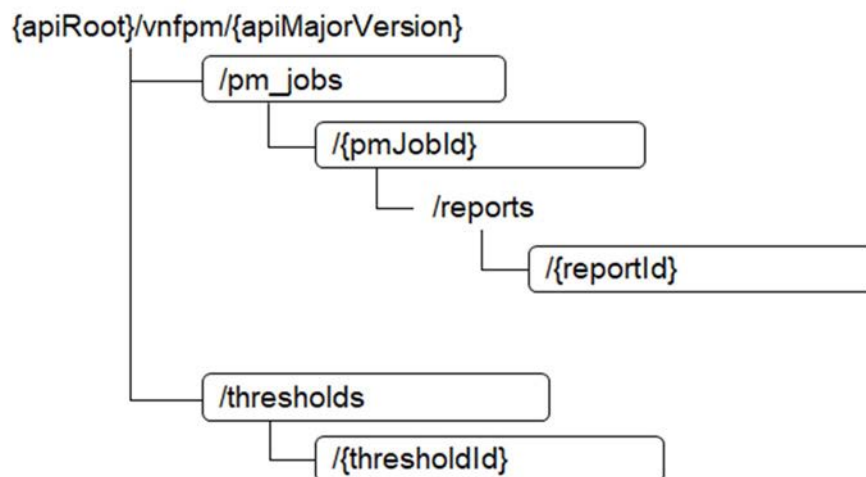 {apiRoot}/vnfpm/{apiMajorVersion}
/pm_jobs
/{pmJobId}
/reports
/{reportId}
/thresholds
/{thresholdId}